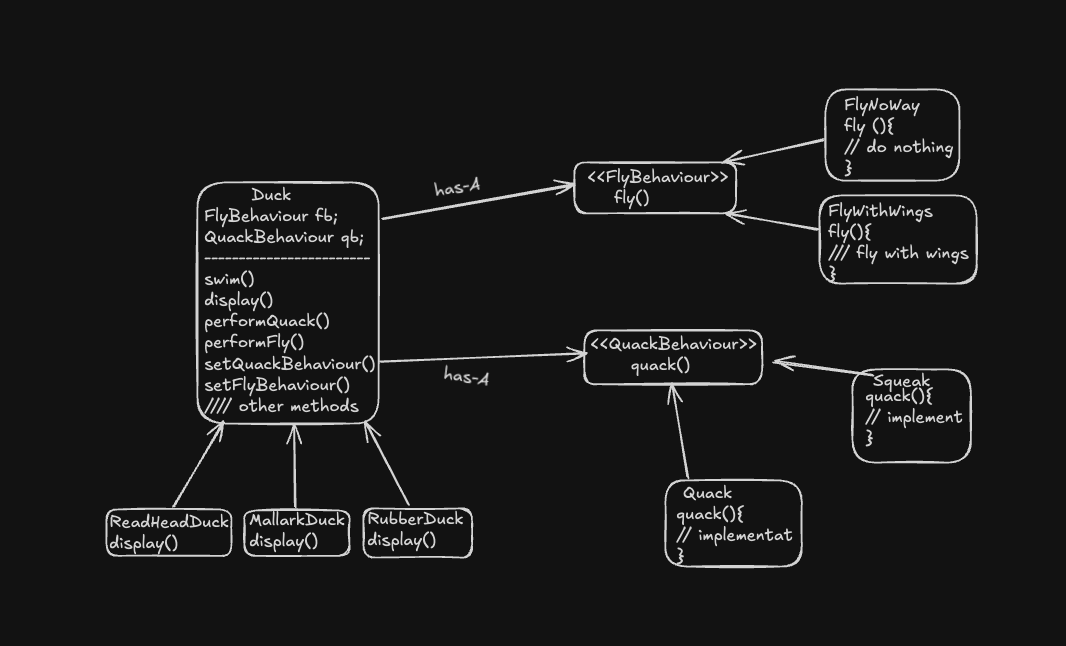 Duck
FlyBehaviour fb;
QuackBehaviour qb;
------------------------
swim()
display()
performQuack()
performFly()
setQuackBehaviour()
setFlyBehaviour()
//// other methods
has-A
has-A
<<FlyBehaviour>>
fly()
FlyNoWay
fly (){
// do nothing
}
FlyWithWings
fly(){
/// fly with wings
}
<<QuackBehaviour>>
quack()
Squeak
quack(){
// implement
}
Quack
quack(){
// implementat
}
ReadHeadDuck
display()
MallarkDuck
display()
RubberDuck
display()